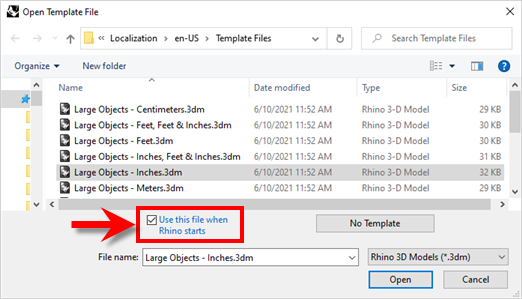 Open Template File
Localization > en-US > Template Files
Search Template Files
Organize
New folder
Name Date modified Type Size
Large Objects - Centimeters.3dm 6/10/2021 11:52 AM Rhino 3-D Model 29 KB
Large Objects - Feet, Feet & Inches.3dm 6/10/2021 11:52 AM Rhino 3-D Model 30 KB
Large Objects - Feet.3dm 6/10/2021 11:52 AM Rhino 3-D Model 30 KB
Large Objects - Inches, Feet & Inches.3dm 6/10/2021 11:52 AM Rhino 3-D Model 31 KB
Large Objects - Inches.3dm 6/10/2021 11:52 AM Rhino 3-D Model 32 KB
Large Objects - Meters.3dm 6/10/2021 11:52 AM Rhino 3-D Model 29 KB
Use this file when
Rhino starts
No Template
File name: Large Objects - Inches.3dm Rhino 3D Models (*.3dm)
Open Cancel